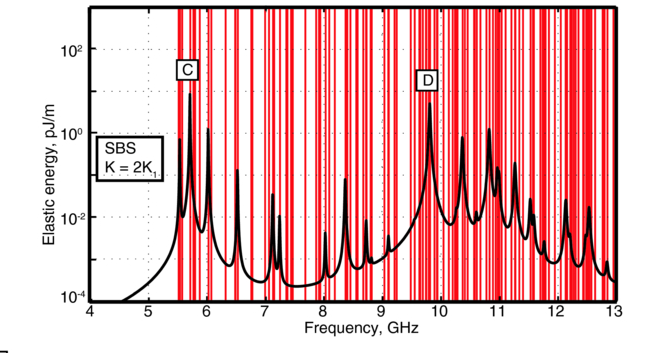 10²
C
D
10⁰
SBS
K = 2K₁
Elastic energy, pJ/m
10⁻²
10⁻⁴
4 5 6 7 8 9 10 11 12 13
Frequency, GHz